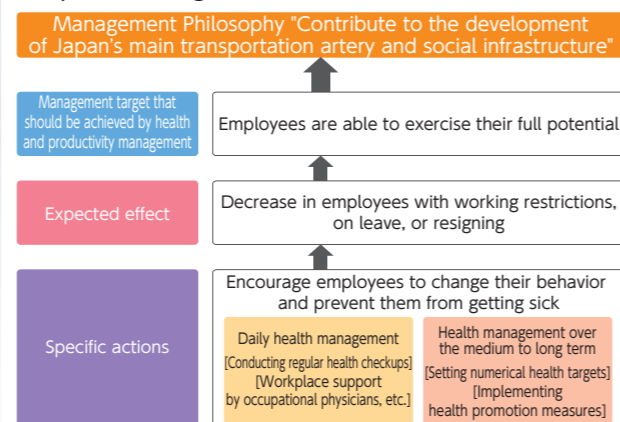 Management Philosophy "Contribute to the development
of Japan's main transportation artery and social infrastructure"
Management target that
should be achieved by health
and productivity management
Employees are able to exercise their full potential
Expected effect
Decrease in employees with working restrictions,
on leave, or resigning
Specific actions
Encourage employees to change their behavior
and prevent them from getting sick
Daily health management
[Conducting regular health checkups]
[Workplace support
by occupational physicians, etc.]
Health management over
the medium to long term
[Setting numerical health targets]
[Implementing
health promotion measures]